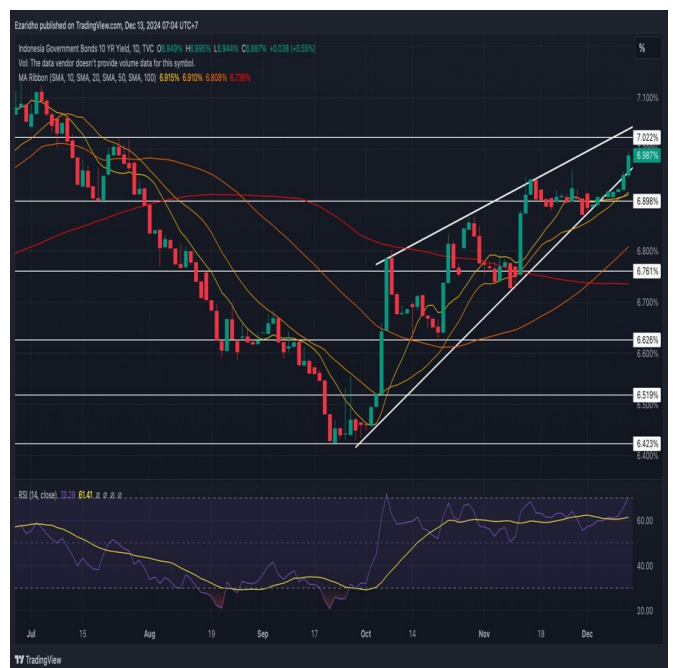 Ezaridho published on TradingView.com, Dec 13, 2024 07:04 UTC+7
Indonesia Government Bonds 10 YR Yield, 1D, TVC O6.949% H6.995% L6.944% C6.987% +0.038 (+0.55%)
%
Vol: The data vendor doesn't provide volume data for this symbol.
MA Ribbon (SMA, 10, SMA, 20, SMA, 50, SMA, 100) 6.915% 6.910% 6.808% 6.736%
7.100%
7.022%
6.987%
6.898%
6.800%
6.761%
6.700%
6.626%
6.600%
6.519%
6.500%
6.423%
6.400%
RSI (14, close) 70.28 61.41 ø ø ø ø
60.00
40.00
20.00
Jul 15 Aug 19 Sep 17 Oct 14 Nov 18 Dec
TradingView